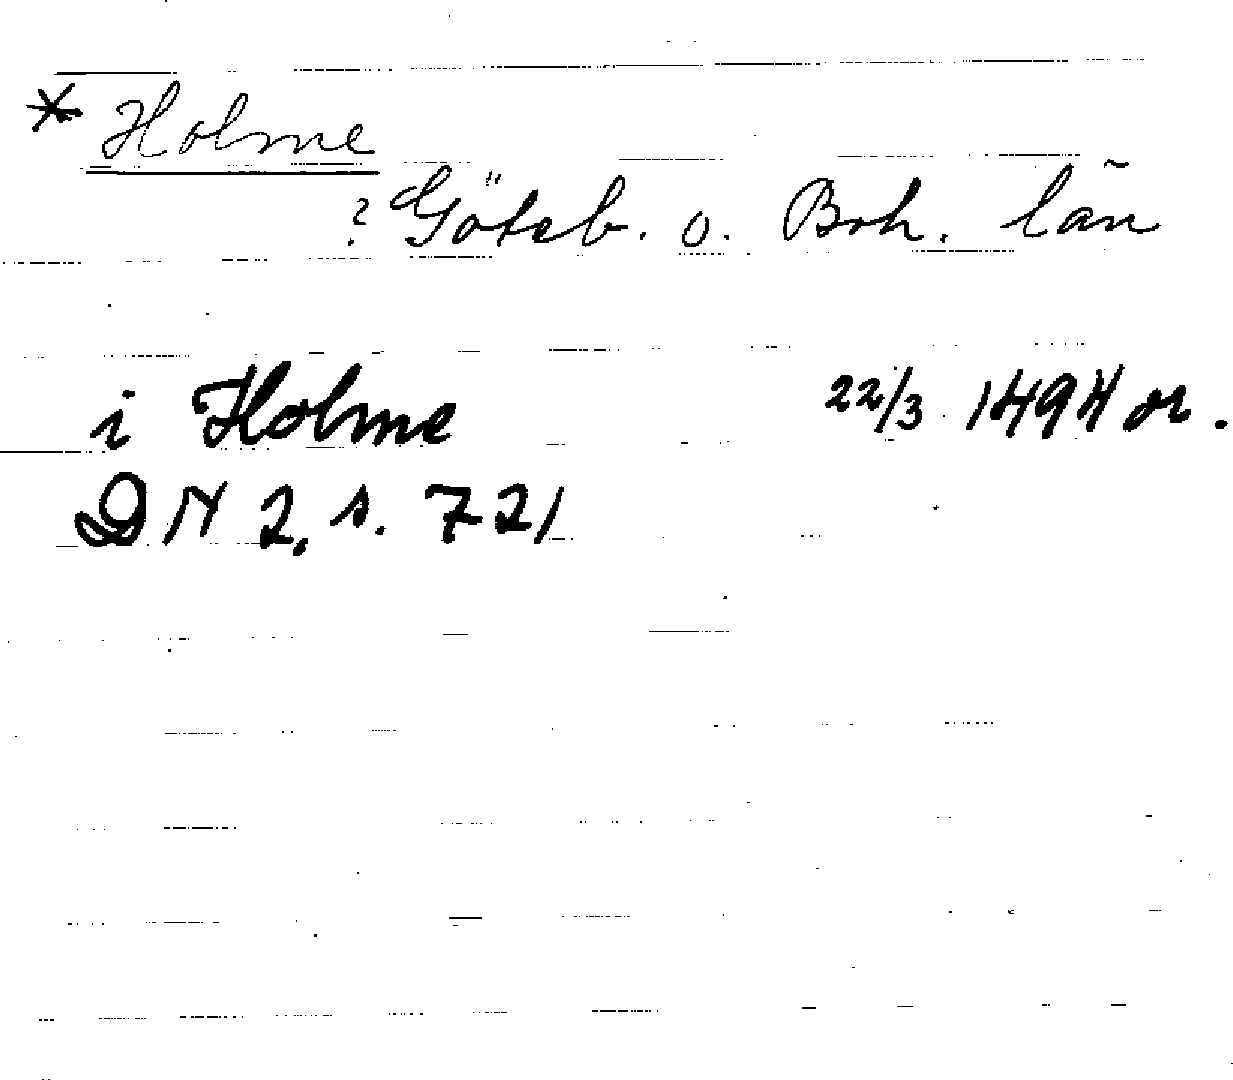 * Holme
? Göteb. o. Boh. län
i Holme 22/3 1494 or.
DN 2, s. 721